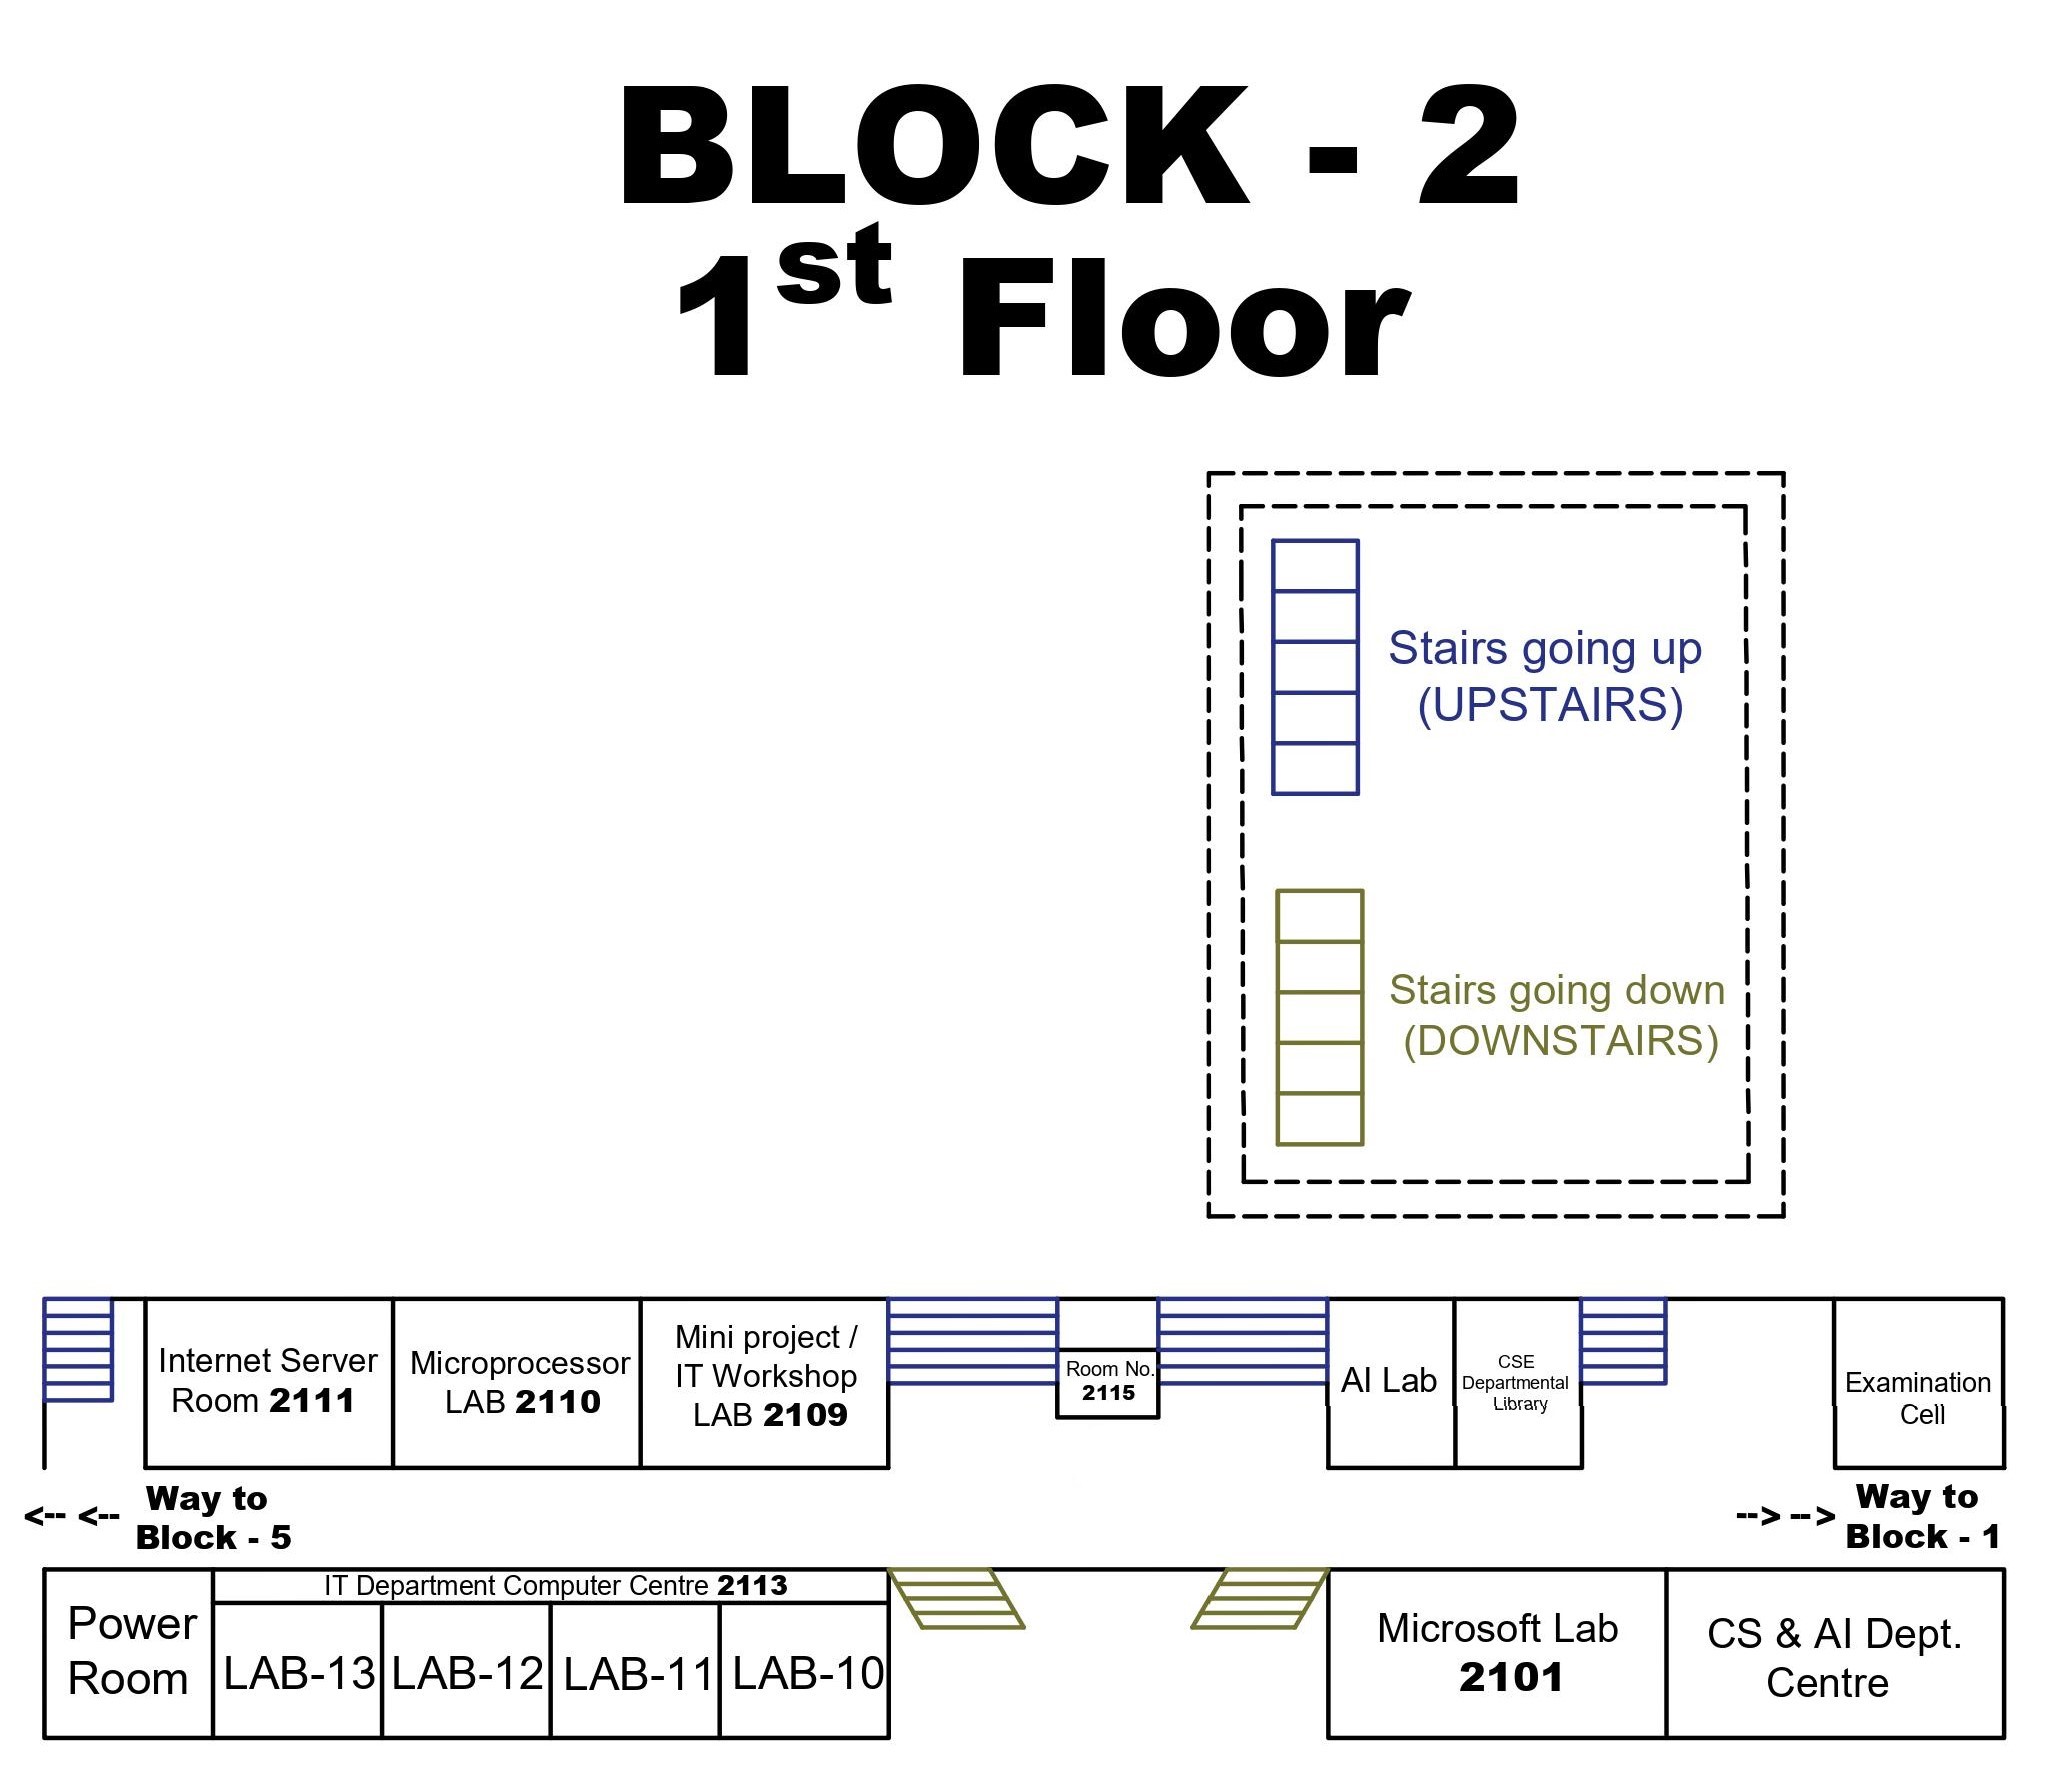 BLOCK - 2
1st Floor
Stairs going up
(UPSTAIRS)
Stairs going down
(DOWNSTAIRS)
Internet Server
Room 2111
Microprocessor
LAB 2110
Mini project /
IT Workshop
LAB 2109
Room No.
2115
AI Lab
CSE
Departmental
Library
Examination
Cell
<-- <-- Way to
Block - 5
--> --> Way to
Block - 1
Power
Room
IT Department Computer Centre 2113
LAB-13
LAB-12
LAB-11
LAB-10
Microsoft Lab
2101
CS & AI Dept.
Centre